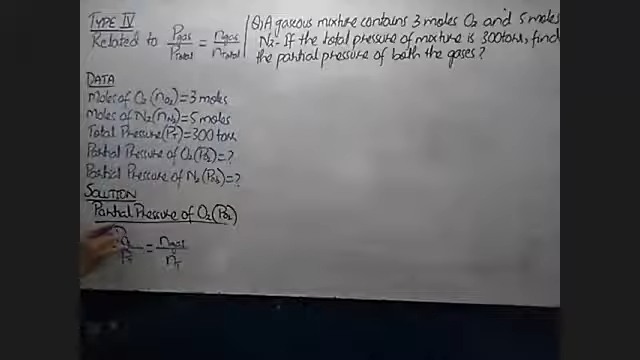 TYPE IV
Related to Pgas/Ptotal = ngas/ntotal
Q1) A gaseous mixture contains 3 moles O2 and 5 moles
N2. If the total pressure of mixture is 300torr, find
the partial pressure of both the gases?
DATA
Moles of O2 (nO2) = 3 moles
Moles of N2 (nN2) = 5 moles
Total Pressure (PT) = 300 torr
Partial Pressure of O2 (PO2) = ?
Partial Pressure of N2 (PN2) = ?
SOLUTION
Partial Pressure of O2 (PO2)
= ngas/nT